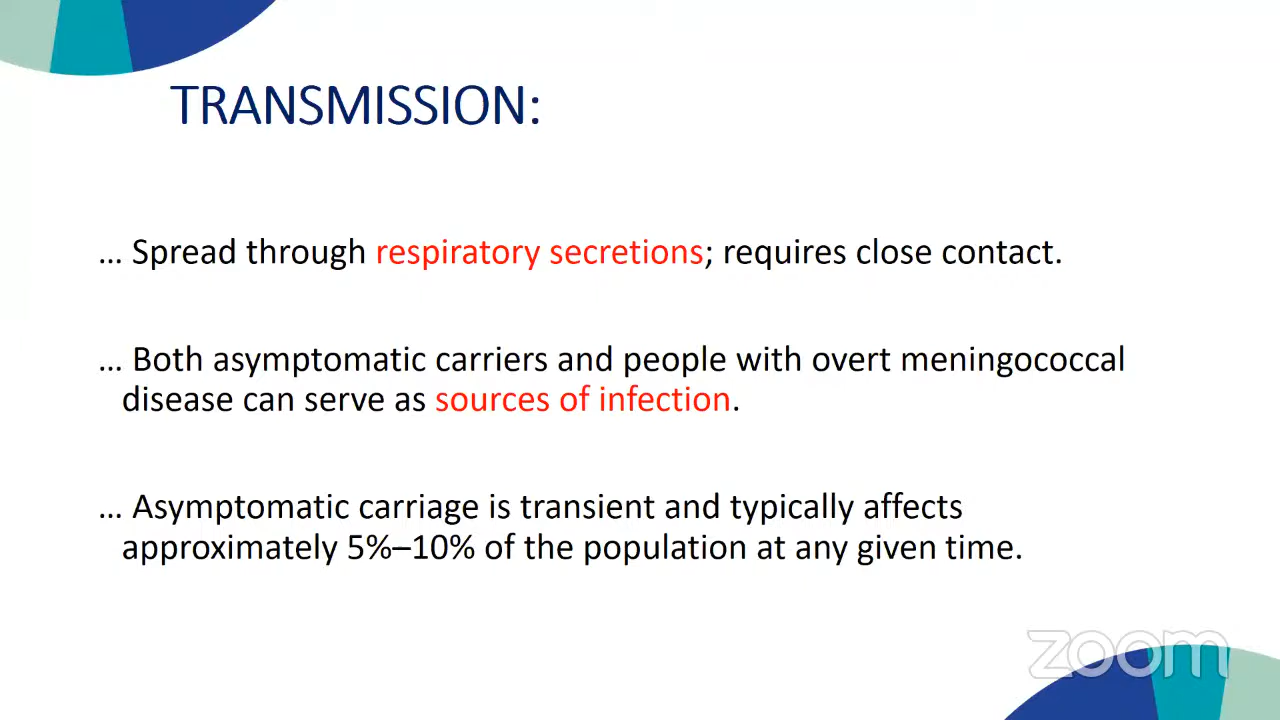 TRANSMISSION:
... Spread through respiratory secretions; requires close contact.
... Both asymptomatic carriers and people with overt meningococcal
disease can serve as sources of infection.
... Asymptomatic carriage is transient and typically affects
approximately 5%–10% of the population at any given time.
zoom